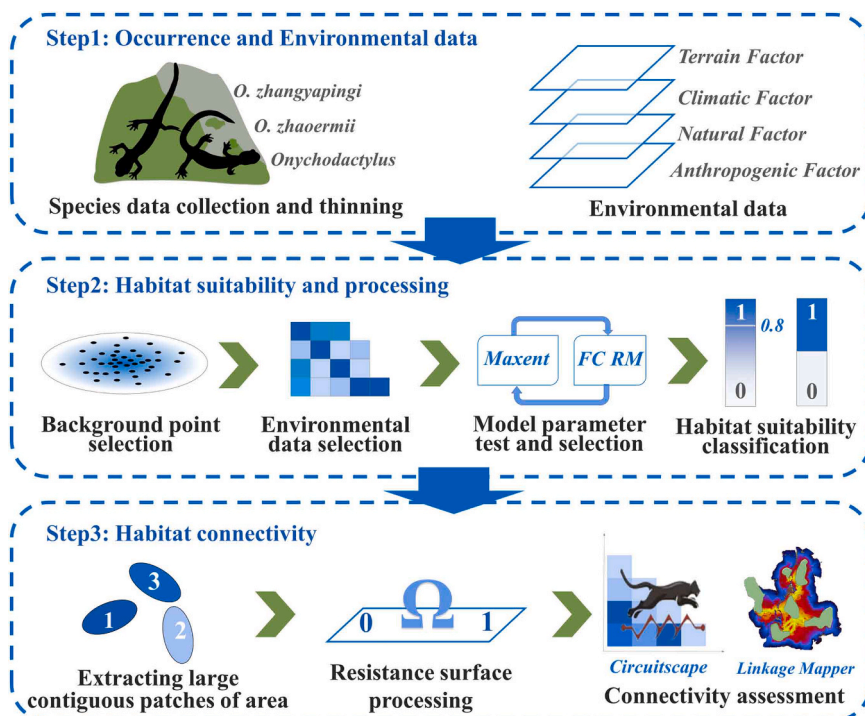 Step1: Occurrence and Environmental data
O. zhangyapingi
O. zhaoermii
Onychodactylus
Species data collection and thinning
Terrain Factor
Climatic Factor
Natural Factor
Anthropogenic Factor
Environmental data
Step2: Habitat suitability and processing
Background point
selection
Environmental
data selection
Maxent
FC RM
Model parameter
test and selection
1
0.8
1
0
0
Habitat suitability
classification
Step3: Habitat connectivity
3
1
2
Extracting large
contiguous patches of area
0
Ω
1
Resistance surface
processing
Circuitscape
Linkage Mapper
Connectivity assessment